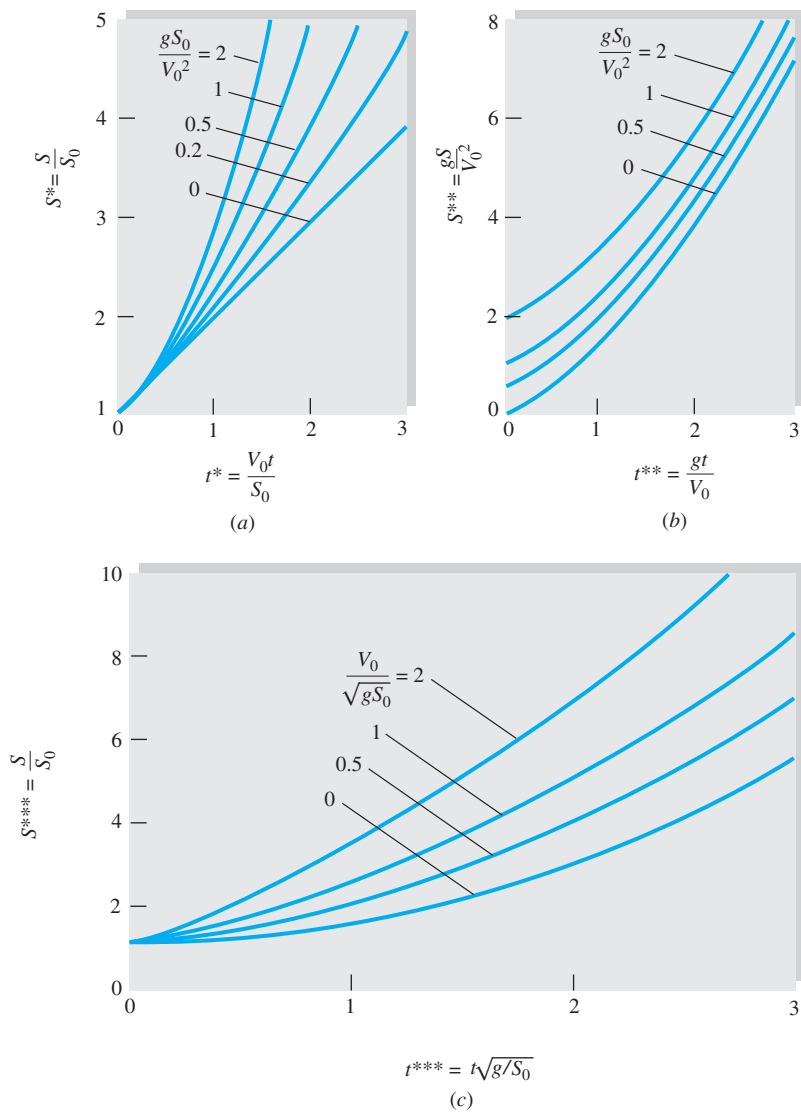 5
4
3
2
1
S* = S/S₀
gS₀/V₀² = 2
1
0.5
0.2
0
0 1 2 3
t* = V₀t/S₀
(a)
8
6
4
2
0
S** = gS/V₀²
gS₀/V₀² = 2
1
0.5
0
0 1 2 3
t** = gt/V₀
(b)
10
8
6
4
2
0
S*** = S/S₀
V₀/√gS₀ = 2
1
0.5
0
0 1 2 3
t*** = t√g/S₀
(c)